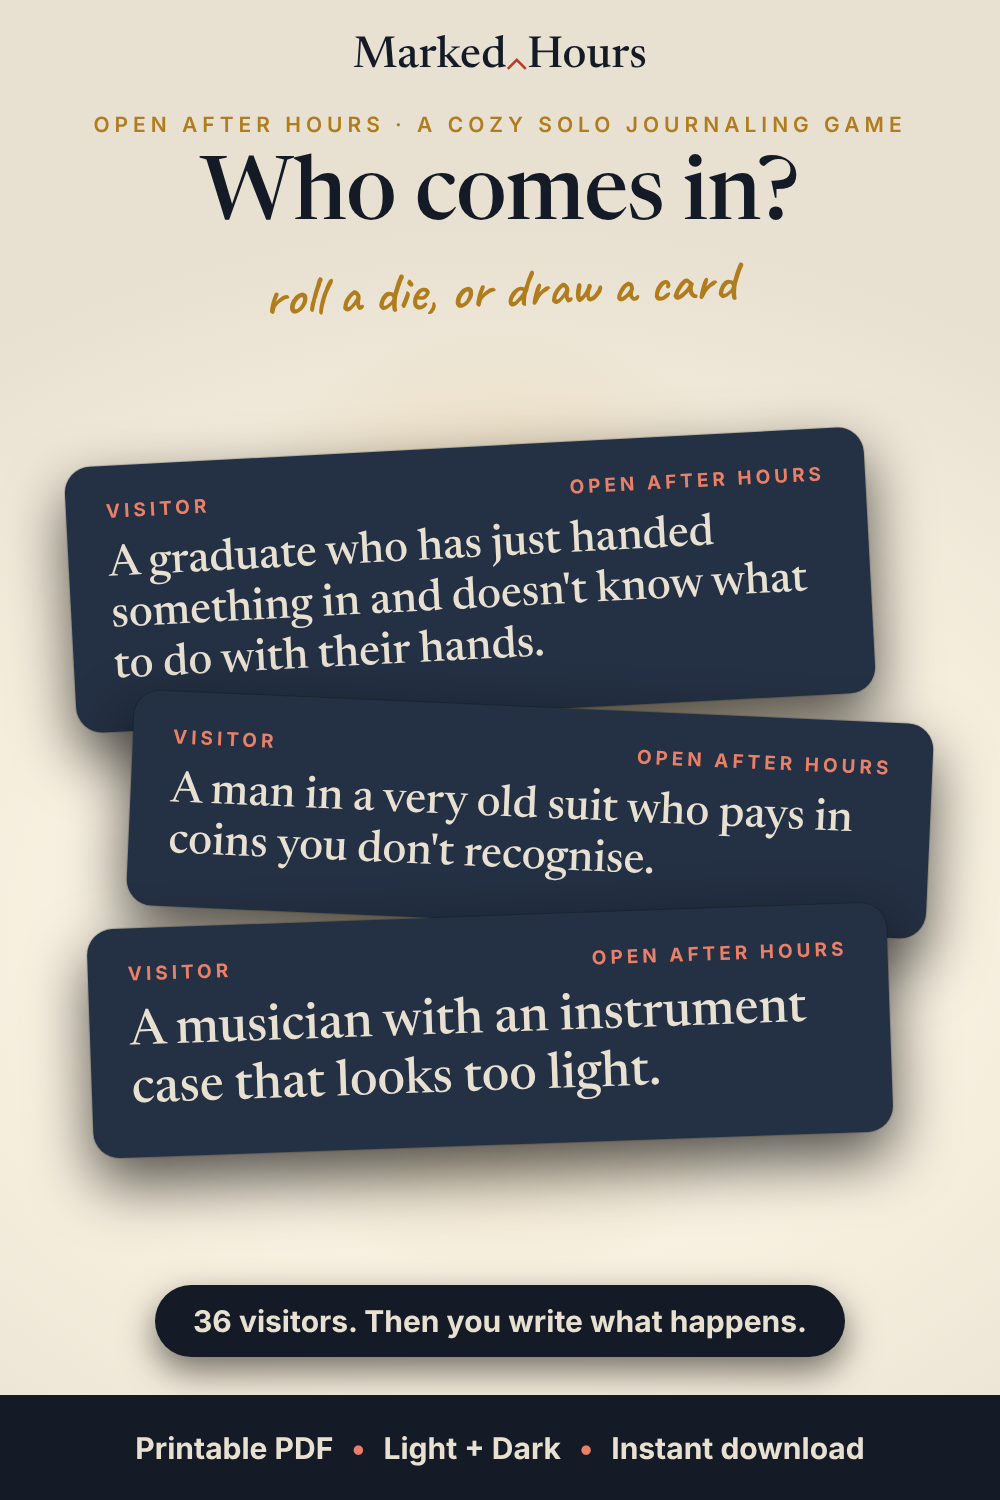 Marked‸Hours
OPEN AFTER HOURS · A COZY SOLO JOURNALING GAME
Who comes in?
roll a die, or draw a card
VISITOR
OPEN AFTER HOURS
A graduate who has just handed
something in and doesn't know what
to do with their hands.
VISITOR
OPEN AFTER HOURS
A man in a very old suit who pays in
coins you don't recognise.
VISITOR
OPEN AFTER HOURS
A musician with an instrument
case that looks too light.
36 visitors. Then you write what happens.
Printable PDF • Light + Dark • Instant download